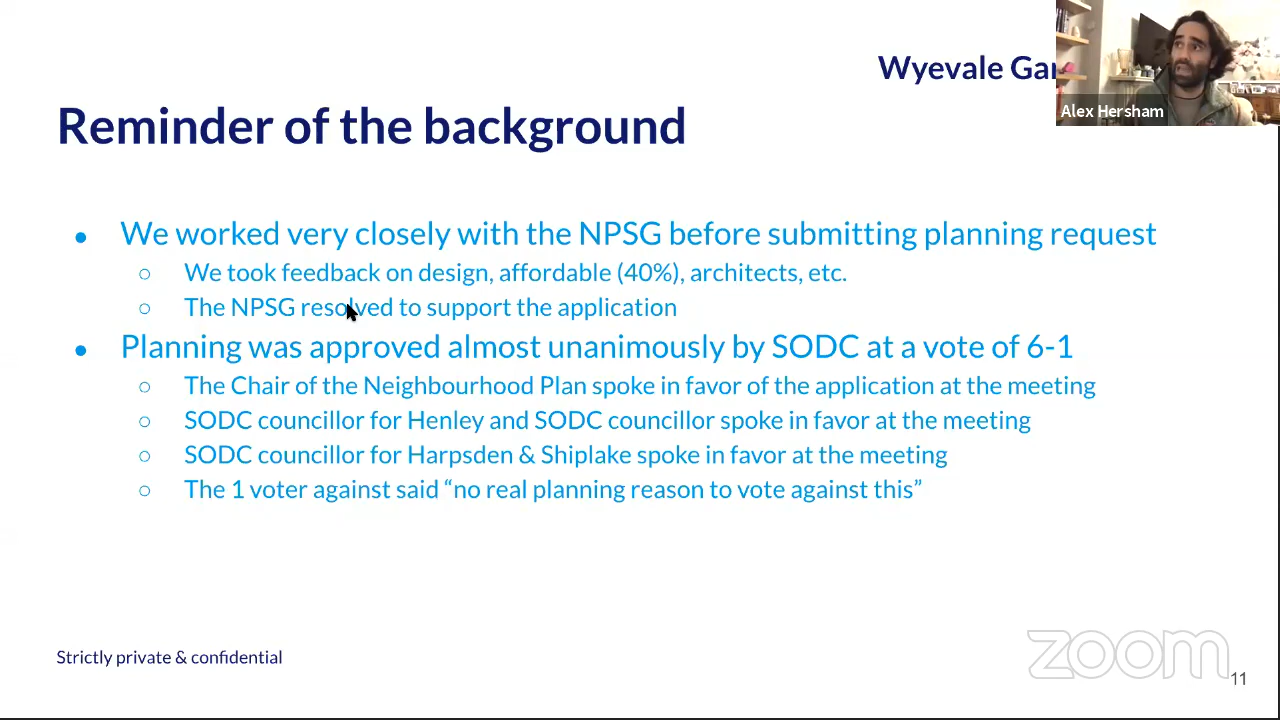 Wyevale Gar
Alex Hersham
Reminder of the background
● We worked very closely with the NPSG before submitting planning request
○ We took feedback on design, affordable (40%), architects, etc.
○ The NPSG resolved to support the application
● Planning was approved almost unanimously by SODC at a vote of 6-1
○ The Chair of the Neighbourhood Plan spoke in favor of the application at the meeting
○ SODC councillor for Henley and SODC councillor spoke in favor at the meeting
○ SODC councillor for Harpsden & Shiplake spoke in favor at the meeting
○ The 1 voter against said “no real planning reason to vote against this”
Strictly private & confidential
zoom
11